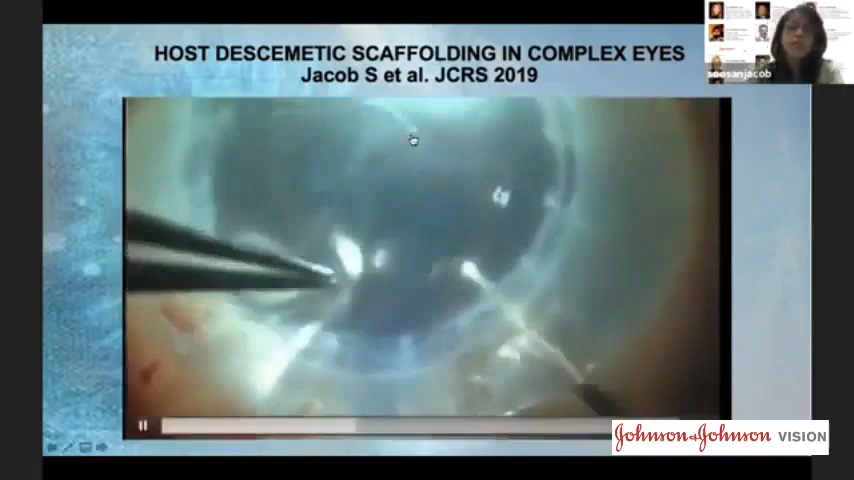 HOST DESCEMETIC SCAFFOLDING IN COMPLEX EYES
Jacob S et al. JCRS 2019
soosanjacob
Johnson+Johnson VISION